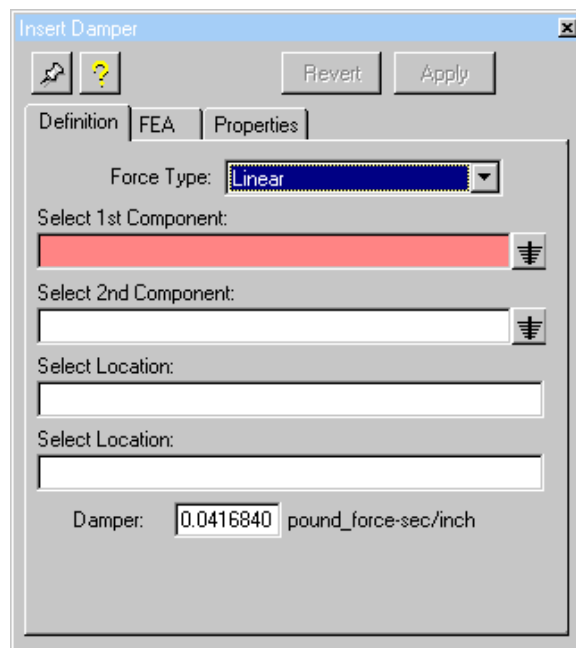 Insert Damper
? Revert Apply
Definition FEA Properties
Force Type: Linear
Select 1st Component:
Select 2nd Component:
Select Location:
Select Location:
Damper: 0.0416840 pound_force-sec/inch